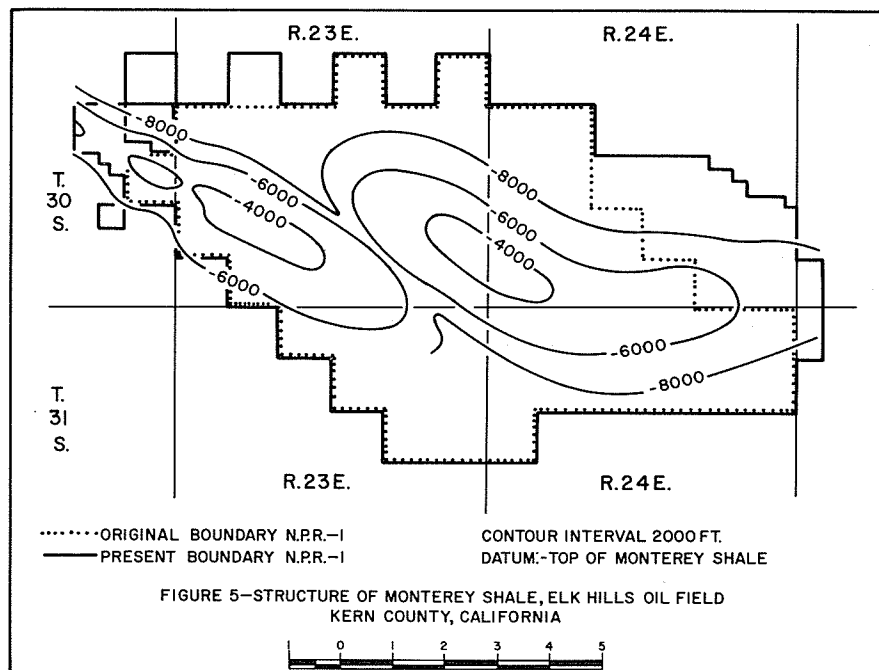 R.23E.
R.24E.
-8000
-6000
-4000
-6000
-8000
-6000
-4000
-6000
-8000
T.
30
S.
T.
31
S.
R.23E.
R.24E.
ORIGINAL BOUNDARY N.P.R.-1
PRESENT BOUNDARY N.P.R.-1
CONTOUR INTERVAL 2000 FT.
DATUM:-TOP OF MONTEREY SHALE
FIGURE 5-STRUCTURE OF MONTEREY SHALE, ELK HILLS OIL FIELD
KERN COUNTY, CALIFORNIA
1 0 1 2 3 4 5